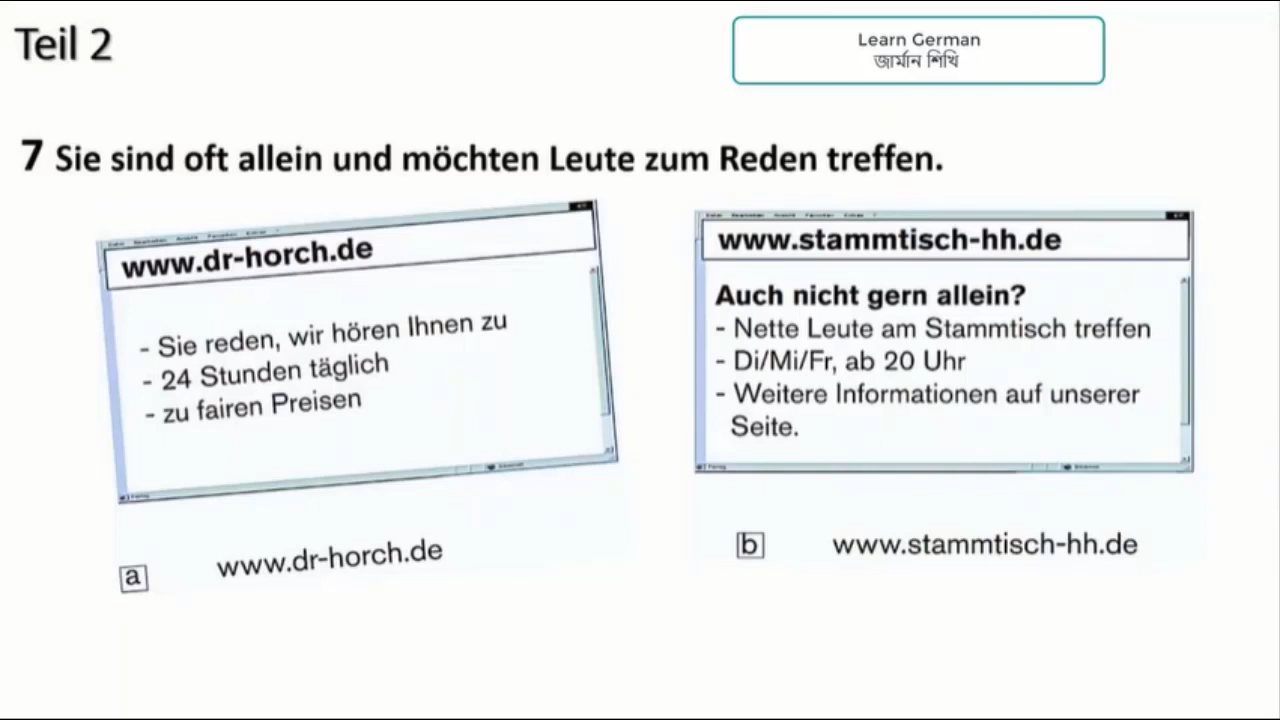 Teil 2
Learn German
জার্মান শিখি
7 Sie sind oft allein und möchten Leute zum Reden treffen.
www.dr-horch.de
- Sie reden, wir hören Ihnen zu
- 24 Stunden täglich
- zu fairen Preisen
a www.dr-horch.de
www.stammtisch-hh.de
Auch nicht gern allein?
- Nette Leute am Stammtisch treffen
- Di/Mi/Fr, ab 20 Uhr
- Weitere Informationen auf unserer
Seite.
b www.stammtisch-hh.de